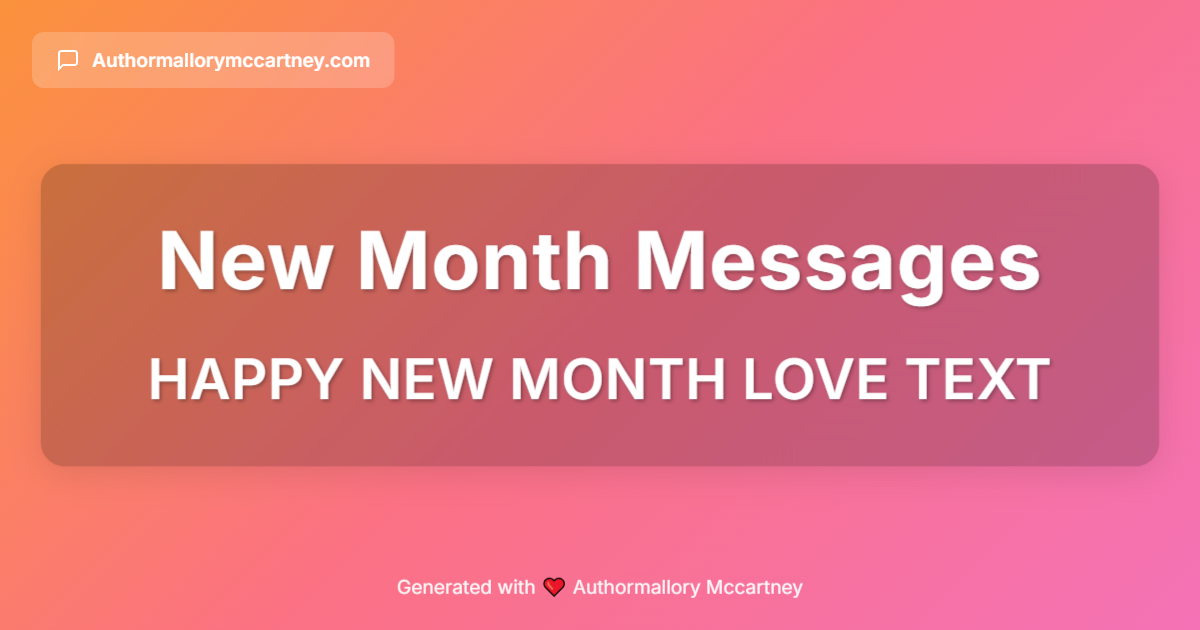 Authormallorymccartney.com
New Month Messages
HAPPY NEW MONTH LOVE TEXT
Generated with ❤️ Authormallory Mccartney